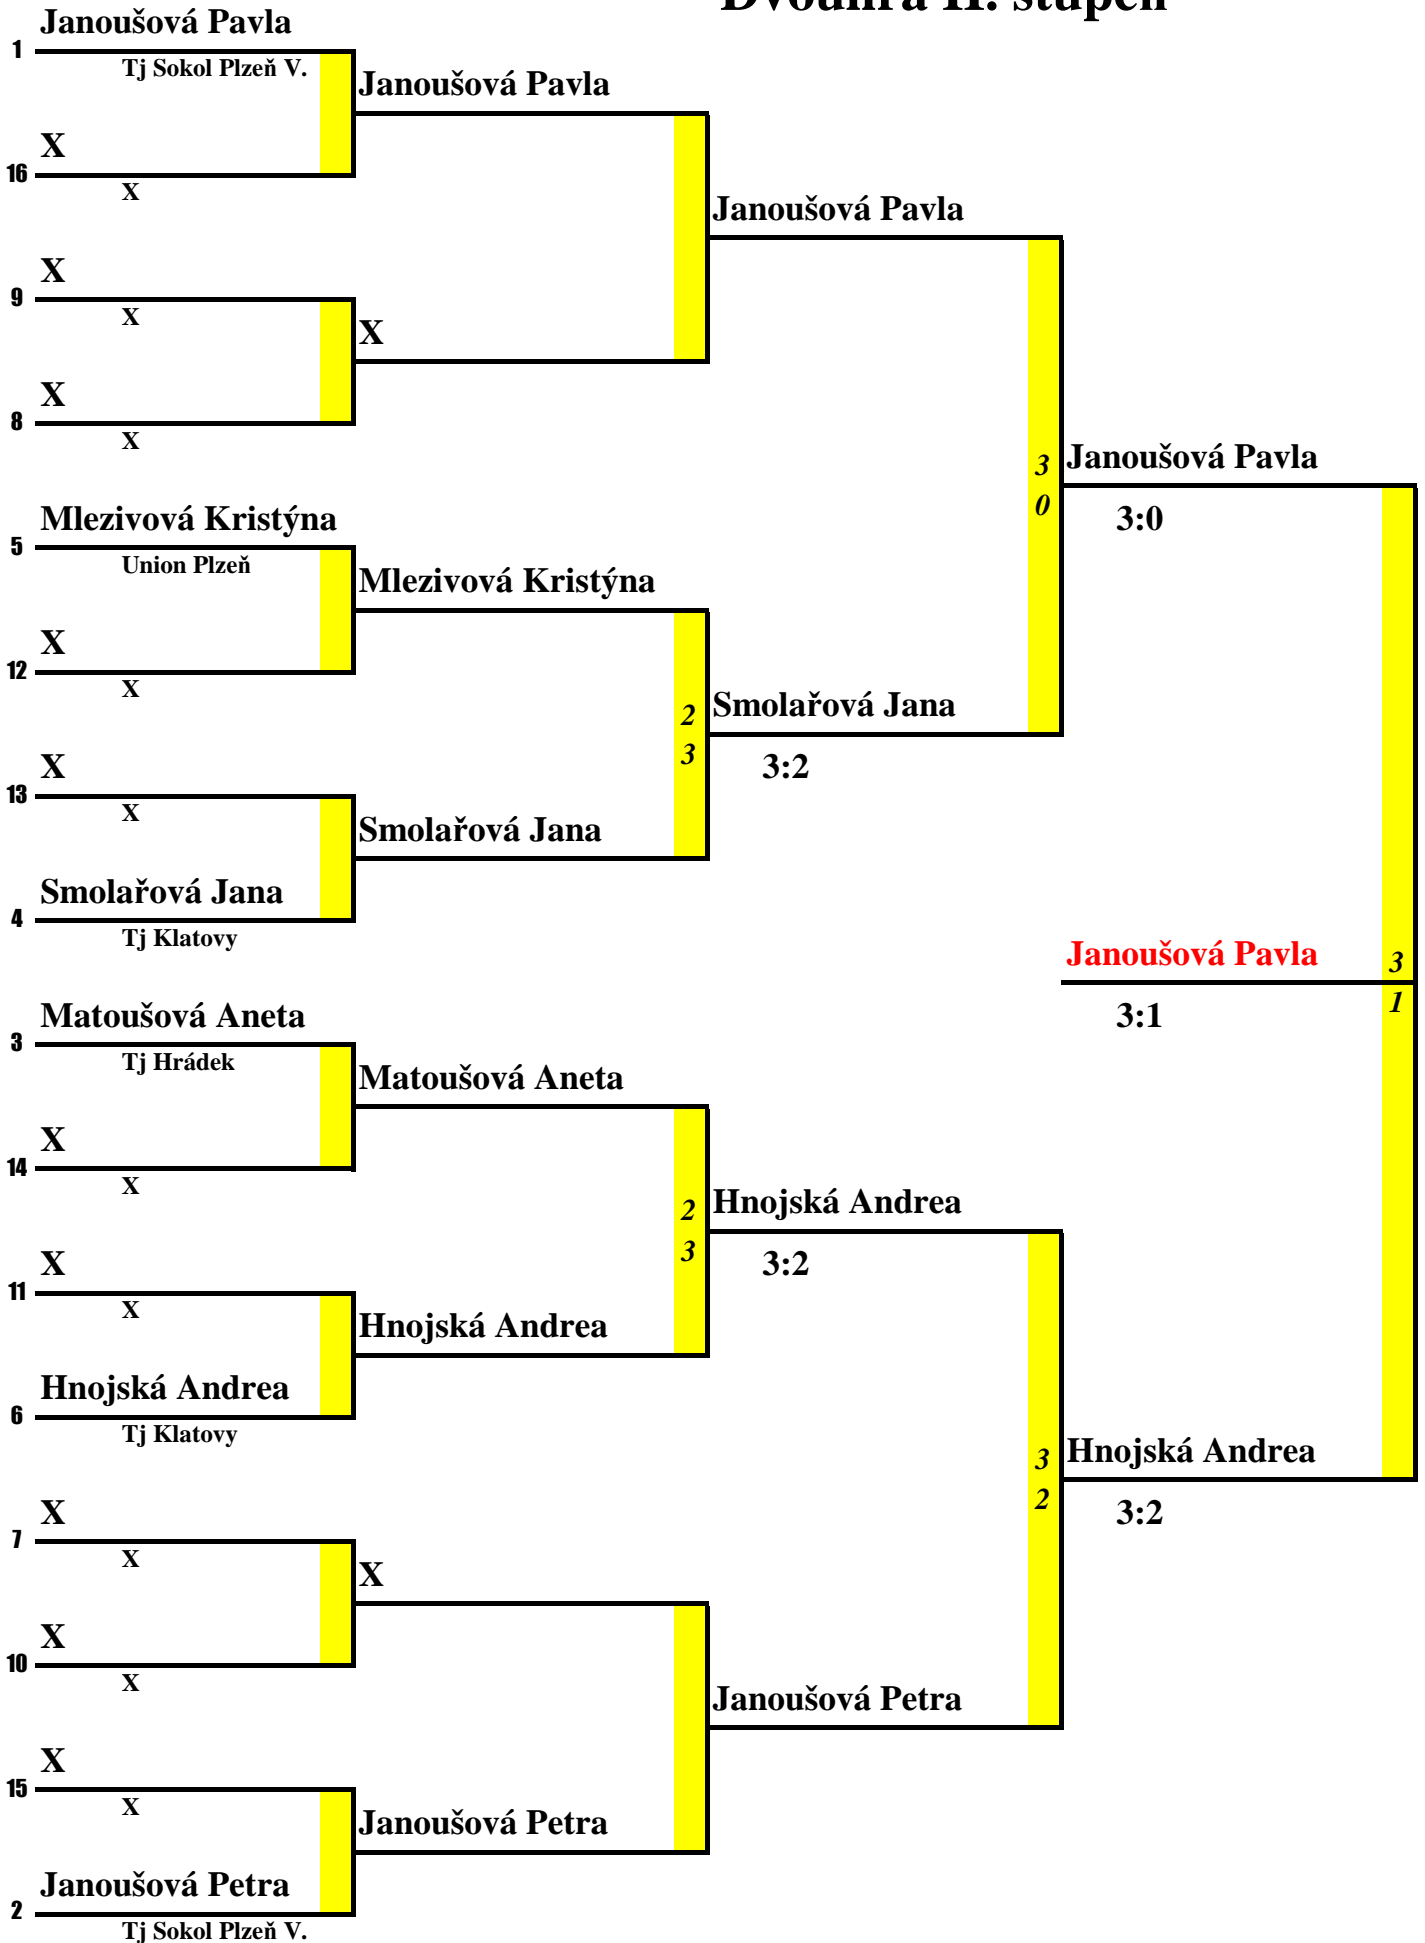 Dvouhra II. stupeň
Janoušová Pavla
1
Tj Sokol Plzeň V.
Janoušová Pavla
X
16
X
Janoušová Pavla
X
9
X
X
X
8
X
3
Janoušová Pavla
0
3:0
Mlezivová Kristýna
5
Union Plzeň
Mlezivová Kristýna
X
12
X
2
Smolařová Jana
3
3:2
X
13
X
Smolařová Jana
Smolařová Jana
4
Tj Klatovy
Janoušová Pavla
3
1
3:1
Matoušová Aneta
3
Tj Hrádek
Matoušová Aneta
X
14
X
2
Hnojská Andrea
3
3:2
X
11
X
Hnojská Andrea
Hnojská Andrea
6
Tj Klatovy
3
Hnojská Andrea
2
3:2
X
7
X
X
X
10
X
Janoušová Petra
X
15
X
Janoušová Petra
Janoušová Petra
2
Tj Sokol Plzeň V.